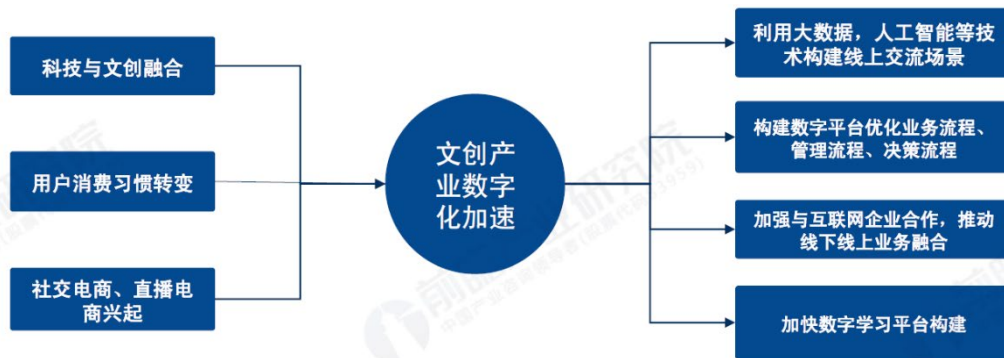 科技与文创融合
用户消费习惯转变
社交电商、直播电
商兴起
文创产
业数字
化加速
利用大数据，人工智能等技
术构建线上交流场景
构建数字平台优化业务流程、
管理流程、决策流程
加强与互联网企业合作，推动
线下线上业务融合
加快数字学习平台构建